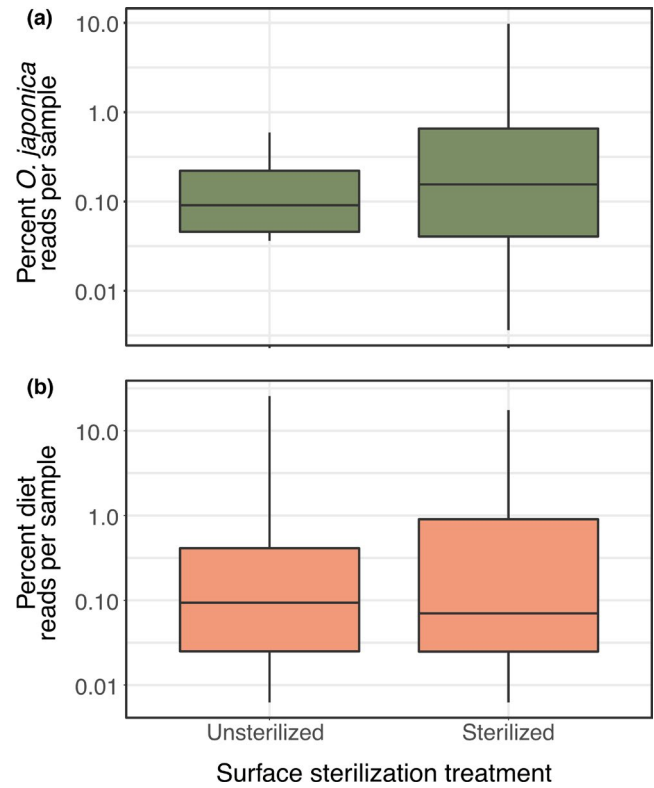 (a)
Percent O. japonica
reads per sample
10.0
1.0
0.10
0.01
(b)
Percent diet
reads per sample
10.0
1.0
0.10
0.01
Unsterilized
Sterilized
Surface sterilization treatment